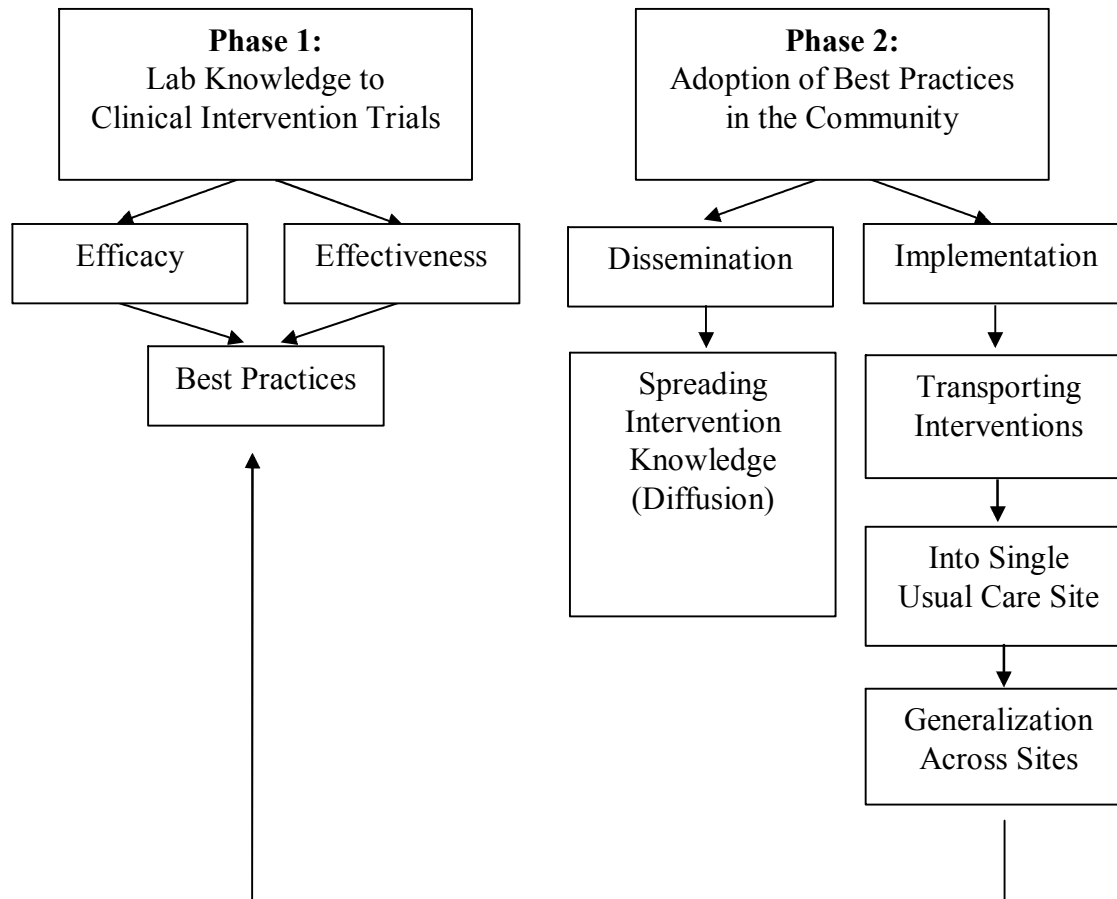 Phase 1:
Lab Knowledge to
Clinical Intervention Trials
Efficacy
Effectiveness
Best Practices
Phase 2:
Adoption of Best Practices
in the Community
Dissemination
Spreading
Intervention
Knowledge
(Diffusion)
Implementation
Transporting
Interventions
Into Single
Usual Care Site
Generalization
Across Sites